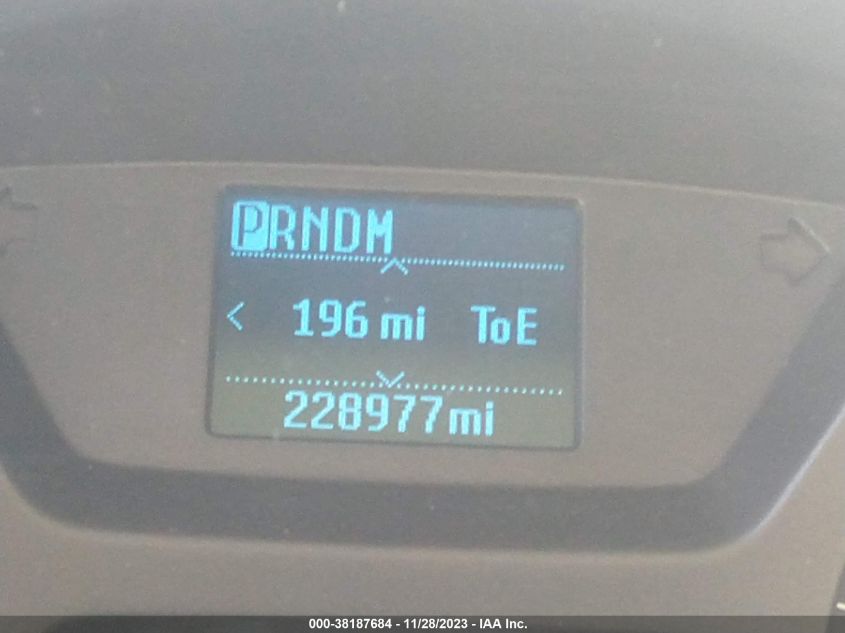 PRNDM
< 196 mi ToE
228977mi
000-38187684 - 11/28/2023 - IAA Inc.